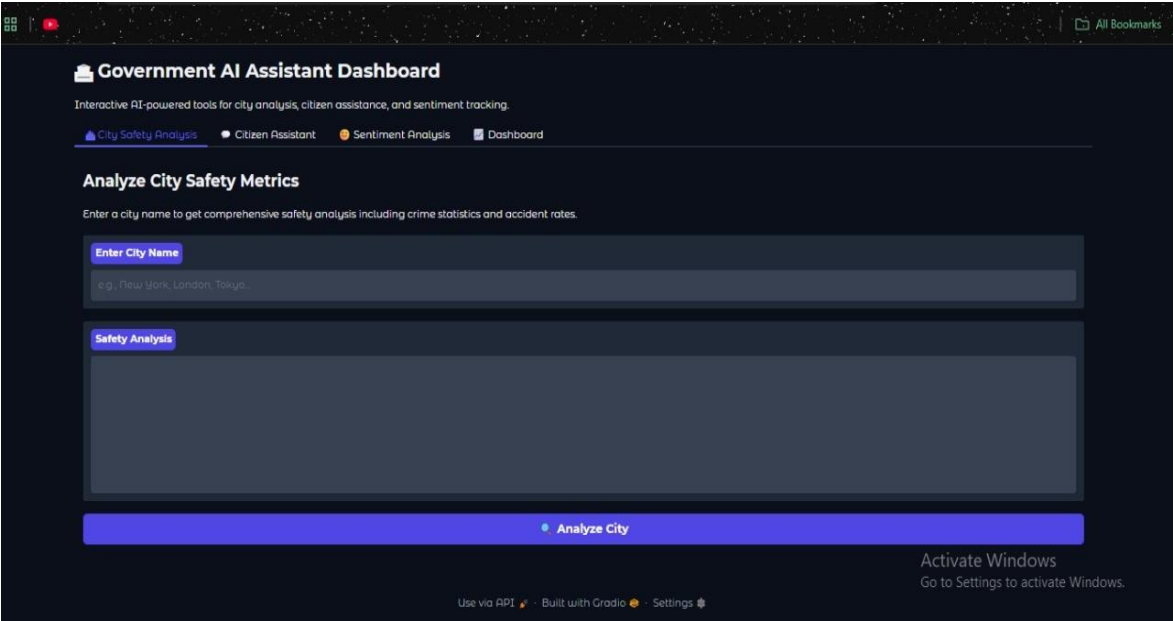 All Bookmarks
Government AI Assistant Dashboard
Interactive AI-powered tools for city analysis, citizen assistance, and sentiment tracking.
City Safety Analysis Citizen Assistant Sentiment Analysis Dashboard
Analyze City Safety Metrics
Enter a city name to get comprehensive safety analysis including crime statistics and accident rates.
Enter City Name
e.g., New York, London, Tokyo...
Safety Analysis
Analyze City
Activate Windows
Go to Settings to activate Windows.
Use via API · Built with Gradio · Settings